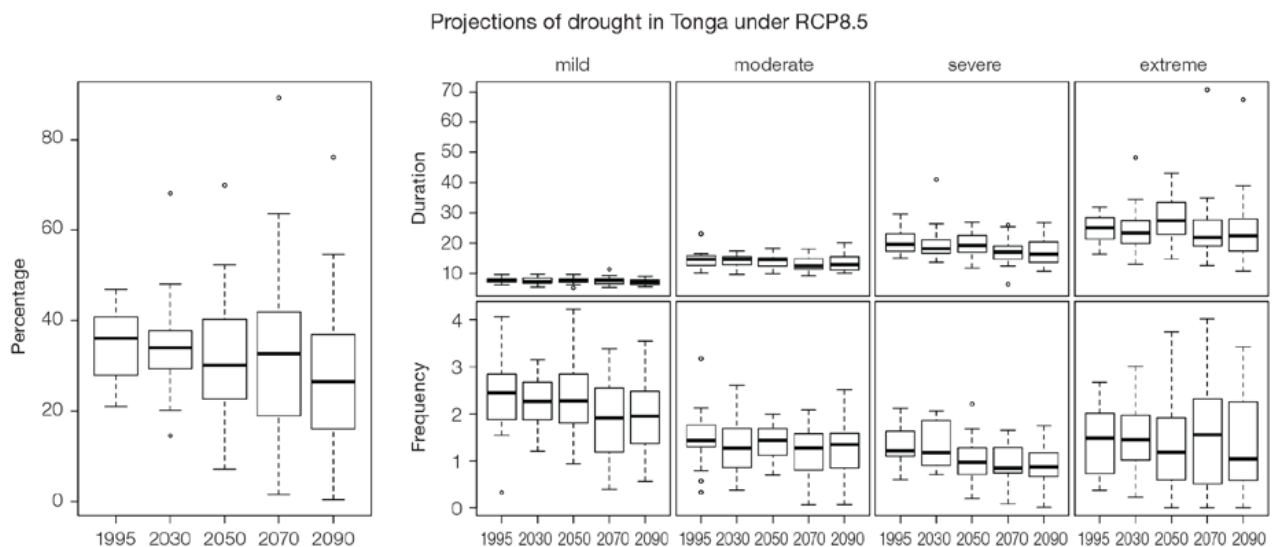 Projections of drought in Tonga under RCP8.5
Percentage
80
60
40
20
0
1995 2030 2050 2070 2090
mild moderate severe extreme
Duration
70
60
50
40
30
20
10
Frequency
4
3
2
1
0
1995 2030 2050 2070 2090 1995 2030 2050 2070 2090 1995 2030 2050 2070 2090 1995 2030 2050 2070 2090